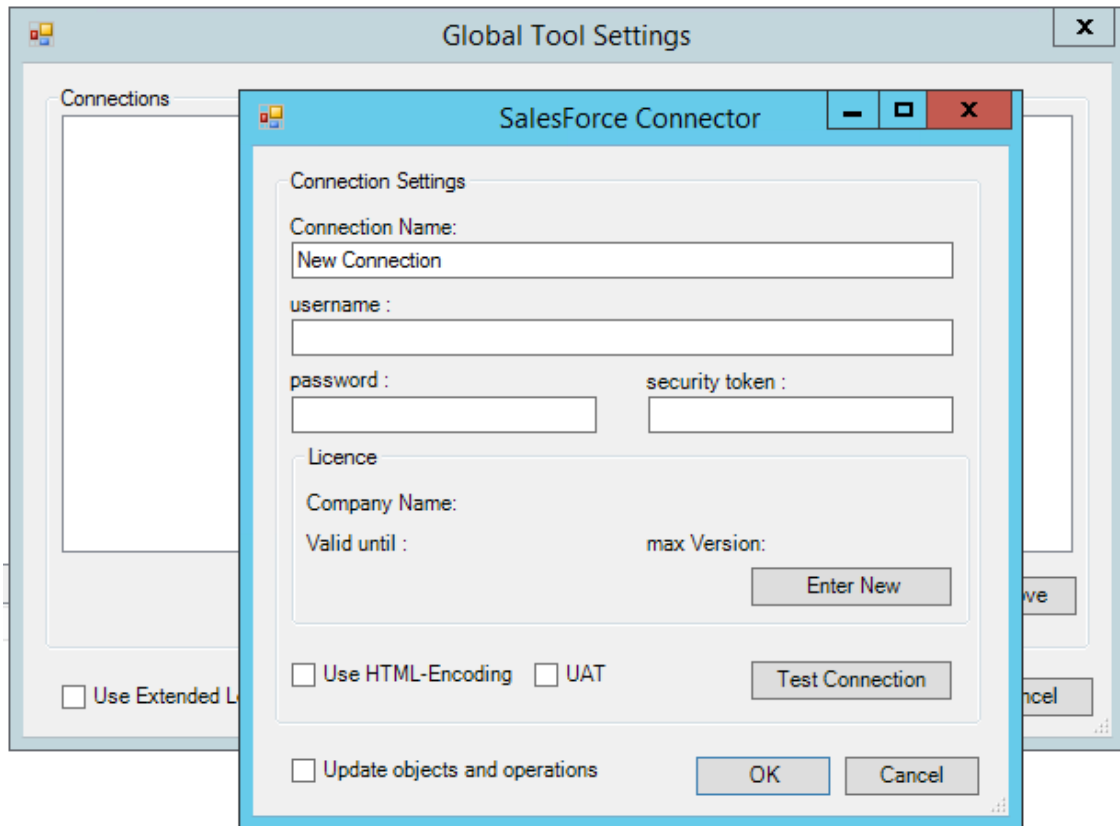 Global Tool Settings
x
Connections
SalesForce Connector
x
Connection Settings
Connection Name:
New Connection
username :
password :
security token :
Licence
Company Name:
Valid until :
max Version:
Enter New
Use HTML-Encoding
UAT
Test Connection
Use Extended
Update objects and operations
OK
Cancel